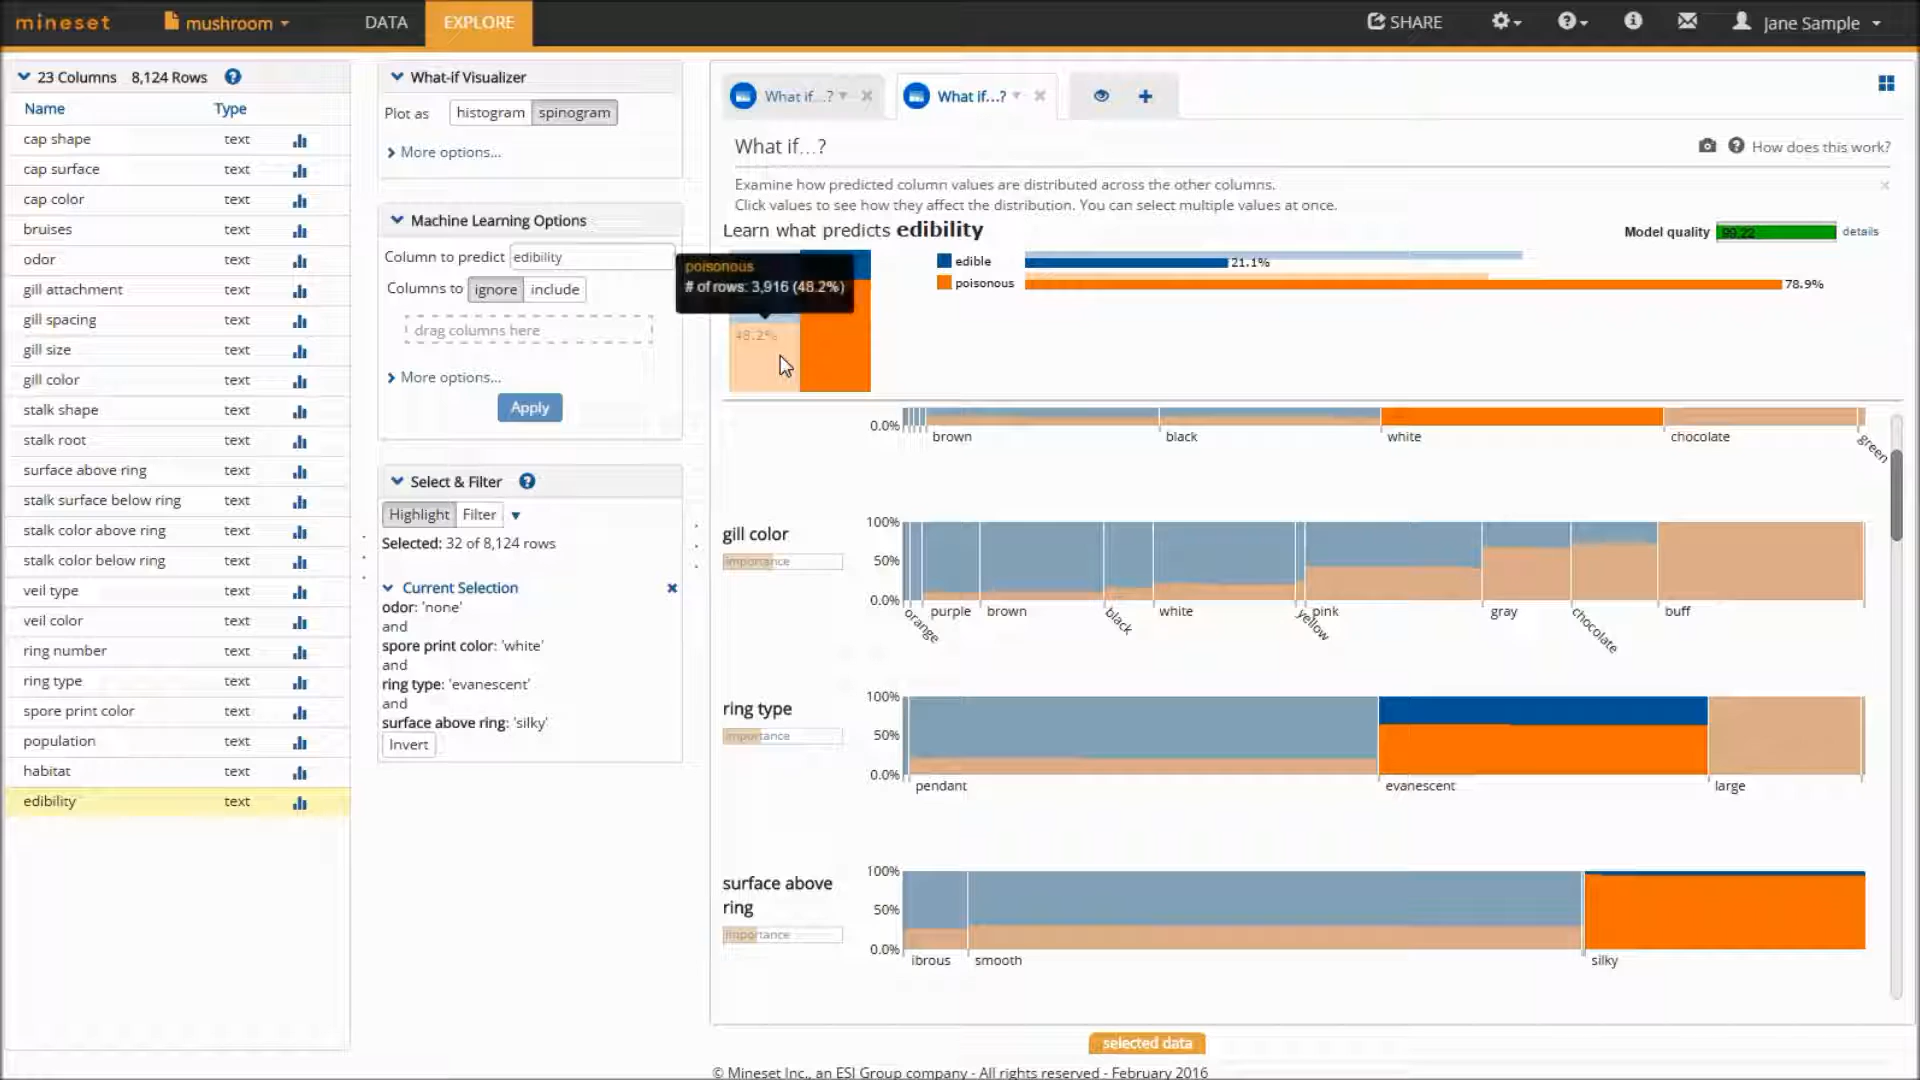 mineset mushroom DATA EXPLORE SHARE Jane Sample
23 Columns 8,124 Rows
Name Type
cap shape text
cap surface text
cap color text
bruises text
odor text
gill attachment text
gill spacing text
gill size text
gill color text
stalk shape text
stalk root text
surface above ring text
stalk surface below ring text
stalk color above ring text
stalk color below ring text
veil type text
veil color text
ring number text
ring type text
spore print color text
population text
habitat text
edibility text
What-if Visualizer
Plot as histogram spinogram
More options...
Machine Learning Options
Column to predict edibility
Columns to ignore include
drag columns here
More options...
Apply
Select & Filter
Highlight Filter
Selected: 32 of 8,124 rows
Current Selection
odor: 'none'
and
spore print color: 'white'
and
ring type: 'evanescent'
and
surface above ring: 'silky'
Invert
What if...? What if...?
What if...? How does this work?
Examine how predicted column values are distributed across the other columns.
Click values to see how they affect the distribution. You can select multiple values at once.
Learn what predicts edibility Model quality 99.22 details
poisonous
# of rows: 3,916 (48.2%)
48.2%
edible 21.1%
poisonous 78.9%
0.0%
brown black white chocolate green
gill color
importance
100%
50%
0.0%
orange purple brown black white yellow pink gray chocolate buff
ring type
importance
100%
50%
0.0%
pendant evanescent large
surface above
ring
importance
100%
50%
0.0%
ibrous smooth silky
selected data
© Mineset Inc., an ESI Group company - All rights reserved - February 2016